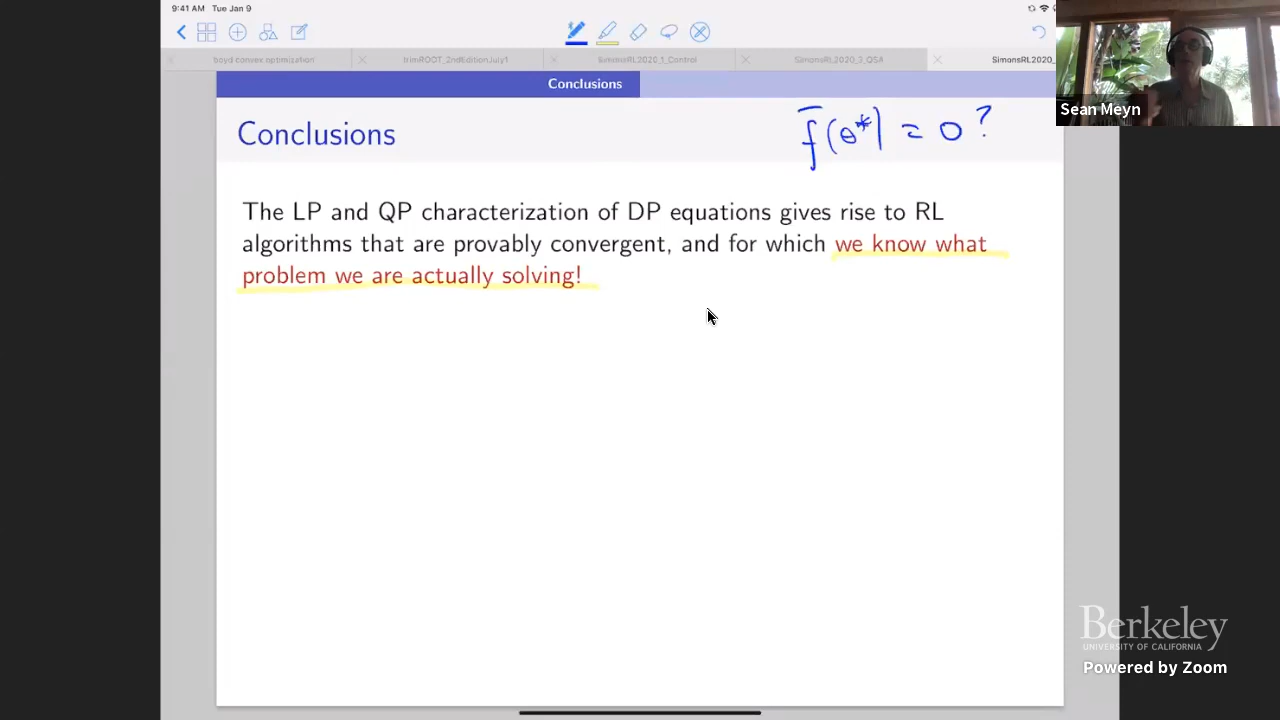 9:41 AM Tue Jan 9
boyd convex optimization
trimROOT_2ndEditionJuly1
SimonsRL2020_1_Control
SimonsRL2020_3_QSA
SimonsRL2020_
Sean Meyn
Conclusions
Conclusions
f̅(θ*) = 0?
The LP and QP characterization of DP equations gives rise to RL
algorithms that are provably convergent, and for which we know what
problem we are actually solving!
Berkeley
UNIVERSITY OF CALIFORNIA
Powered by Zoom